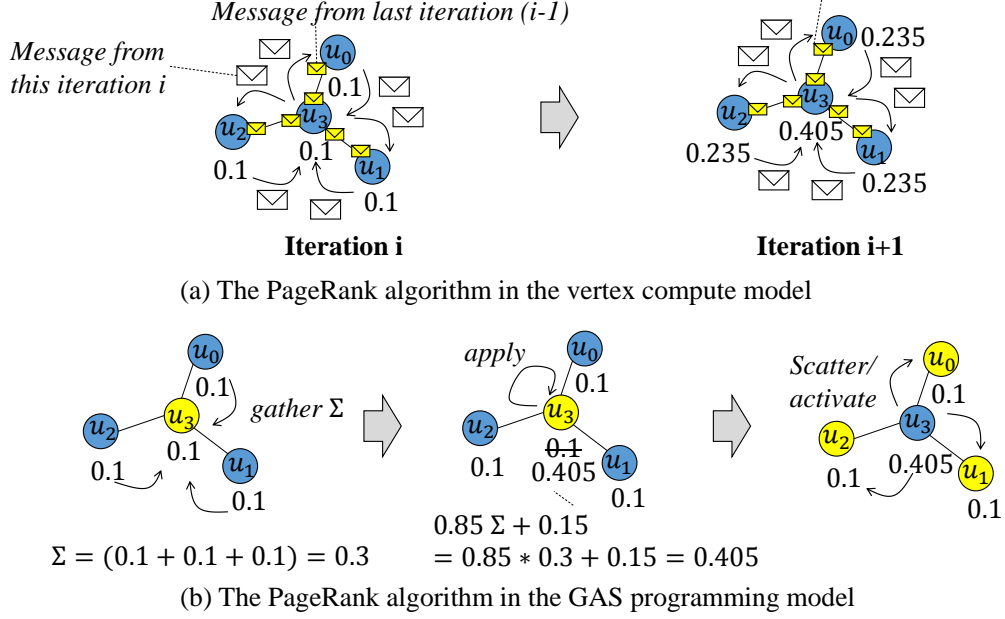 Message from last iteration (i-1)
Message from
this iteration i
u₀
0.1
u₃
0.1
u₂
0.1
u₁
0.1
Iteration i
u₀
0.235
u₃
0.405
u₂
0.235
u₁
0.235
Iteration i+1
(a) The PageRank algorithm in the vertex compute model
u₀
0.1
gather Σ
u₃
0.1
u₂
0.1
u₁
0.1
Σ = (0.1 + 0.1 + 0.1) = 0.3
apply
u₀
0.1
u₃
0.1
0.405
u₂
0.1
u₁
0.1
0.85 Σ + 0.15
= 0.85 ∗ 0.3 + 0.15 = 0.405
Scatter/
activate
u₀
0.1
u₃
0.405
u₂
0.1
u₁
0.1
(b) The PageRank algorithm in the GAS programming model